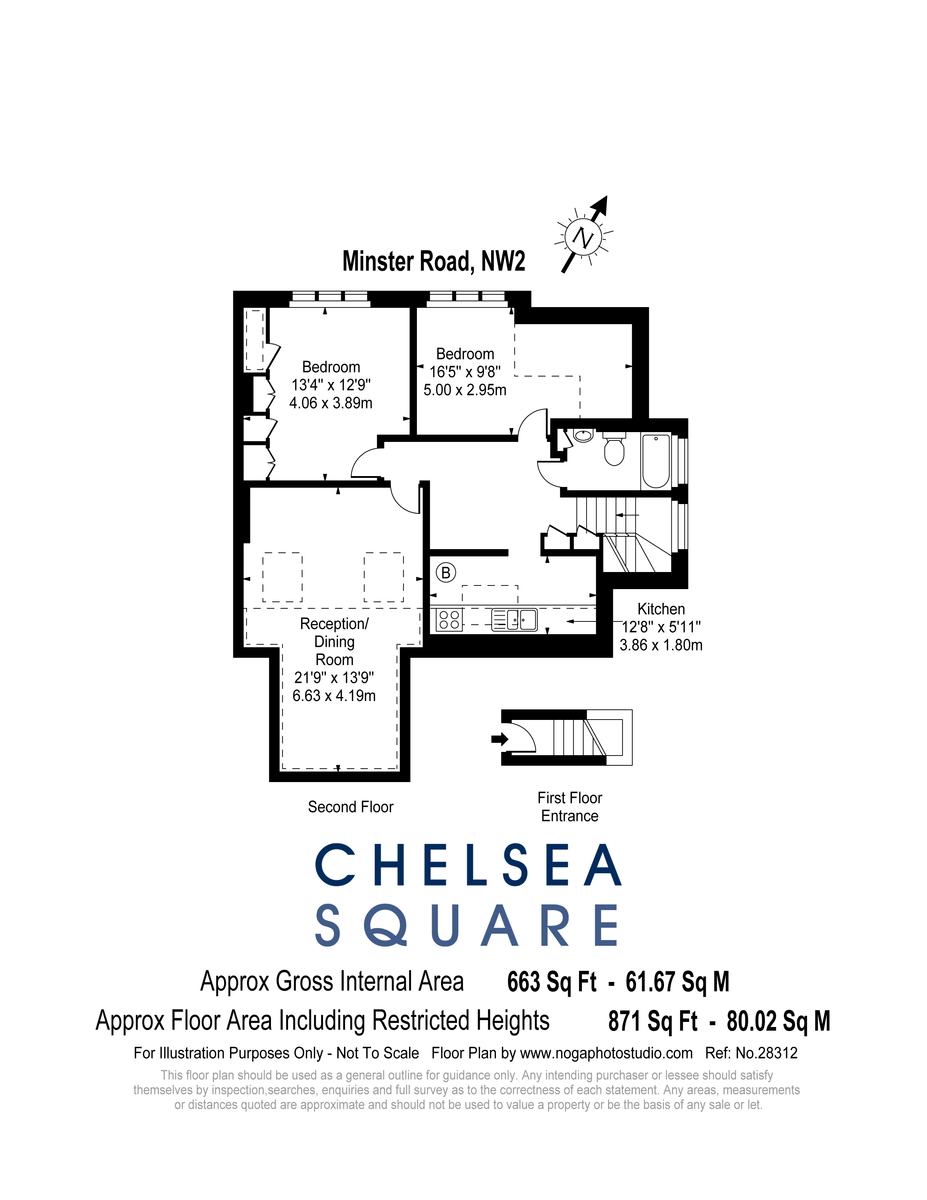 N
Minster Road, NW2
Bedroom
13'4" x 12'9"
4.06 x 3.89m
Bedroom
16'5" x 9'8"
5.00 x 2.95m
B
Kitchen
12'8" x 5'11"
3.86 x 1.80m
Reception/
Dining
Room
21'9" x 13'9"
6.63 x 4.19m
Second Floor
First Floor
Entrance
CHELSEA
SQUARE
Approx Gross Internal Area 663 Sq Ft - 61.67 Sq M
Approx Floor Area Including Restricted Heights 871 Sq Ft - 80.02 Sq M
For Illustration Purposes Only - Not To Scale Floor Plan by www.nogaphotostudio.com Ref: No.28312
This floor plan should be used as a general outline for guidance only. Any intending purchaser or lessee should satisfy
themselves by inspection,searches, enquiries and full survey as to the correctness of each statement. Any areas, measurements
or distances quoted are approximate and should not be used to value a property or be the basis of any sale or let.